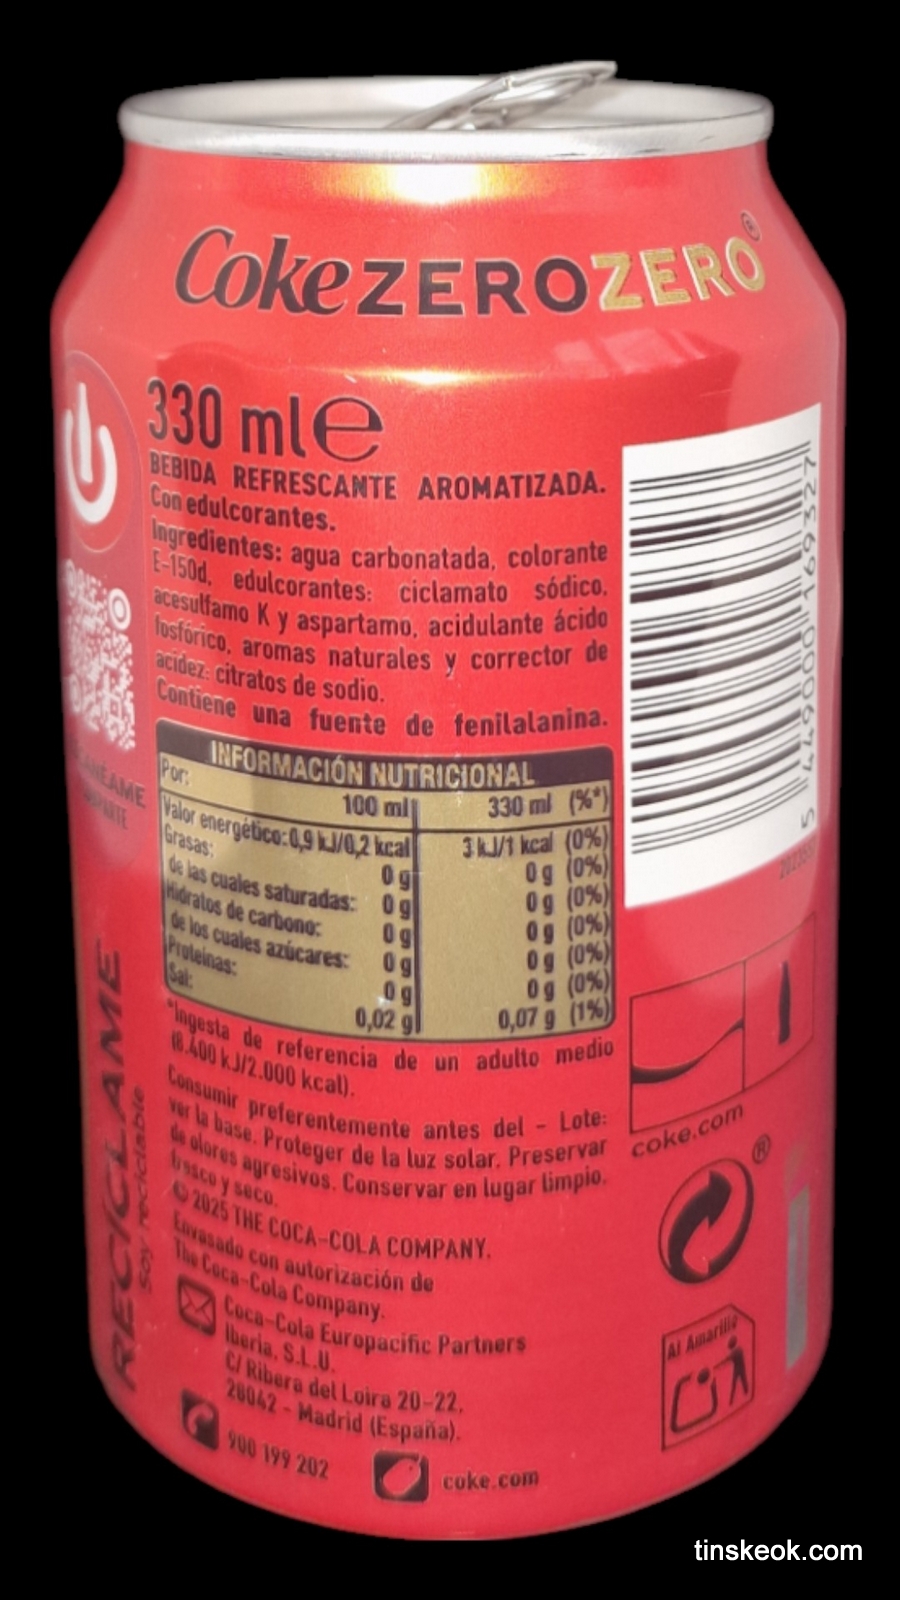 Coke ZERO ZERO®
330 ml ℮
BEBIDA REFRESCANTE AROMATIZADA.
Con edulcorantes.
Ingredientes: agua carbonatada, colorante
E-150d, edulcorantes: ciclamato sódico,
acesulfamo K y aspartamo, acidulante ácido
fosfórico, aromas naturales y corrector de
acidez: citratos de sodio.
Contiene una fuente de fenilalanina.
INFORMACIÓN NUTRICIONAL
Por: 100 ml 330 ml (%*)
Valor energético: 0,9 kJ/0,2 kcal 3 kJ/1 kcal (0%)
Grasas: 0 g 0 g (0%)
de las cuales saturadas: 0 g 0 g (0%)
Hidratos de carbono: 0 g 0 g (0%)
de los cuales azúcares: 0 g 0 g (0%)
Proteínas: 0 g 0 g (0%)
Sal: 0,02 g 0,07 g (1%)
*Ingesta de referencia de un adulto medio
(8.400 kJ/2.000 kcal).
Consumir preferentemente antes del - Lote:
ver la base. Proteger de la luz solar. Preservar
de olores agresivos. Conservar en lugar limpio,
fresco y seco.
© 2025 THE COCA-COLA COMPANY.
Envasado con autorización de
The Coca-Cola Company.
Coca-Cola Europacific Partners
Iberia, S.L.U.
C/ Ribera del Loira 20-22,
28042 - Madrid (España).
900 199 202
coke.com
RECÍCLAME
Soy reciclable
5 449000 169327
coke.com
®
Al Amarillo
tinskeok.com